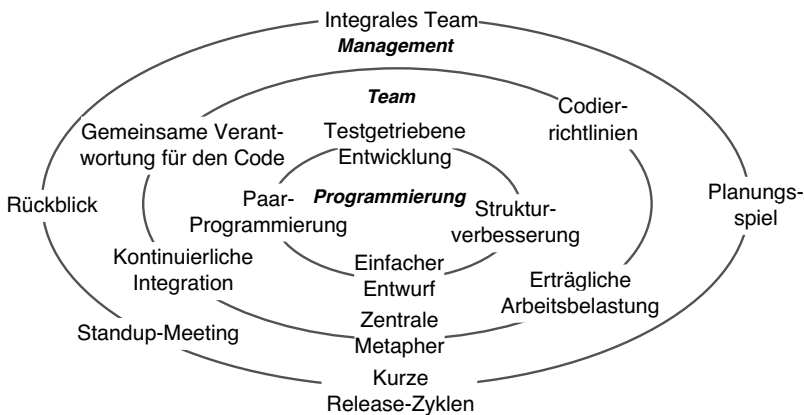 Integrales Team
Management
Team
Codier-
richtlinien
Gemeinsame Verant-
wortung für den Code
Testgetriebene
Entwicklung
Rückblick
Paar-
Programmierung
Programmierung
Struktur-
verbesserung
Planungs-
spiel
Kontinuierliche
Integration
Einfacher
Entwurf
Erträgliche
Arbeitsbelastung
Standup-Meeting
Zentrale
Metapher
Kurze
Release-Zyklen